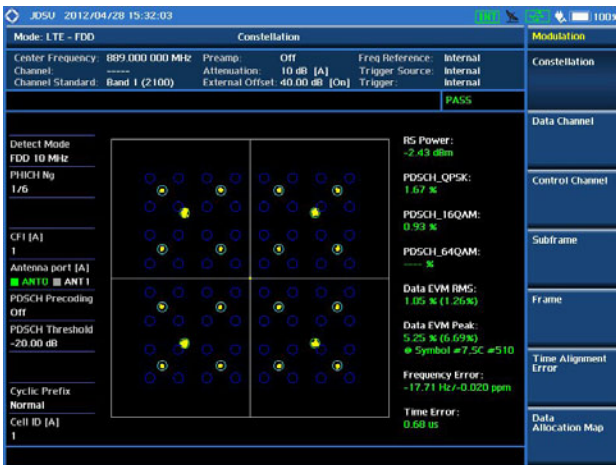 JDSU 2012/04/28 15:32:03
INT
100%
Mode: LTE - FDD
Constellation
Modulation
Center Frequency: 889.000 000 MHz
Preamp: Off
Freq Reference: Internal
Channel: -----
Attenuation: 10 dB [A]
Trigger Source: Internal
Channel Standard: Band 1 (2100)
External Offset: 40.00 dB [On]
Trigger: Internal
PASS
Detect Mode
FDD 10 MHz
PHICH Ng
1/6
CFI [A]
1
Antenna port [A]
ANT0 ANT1
PDSCH Precoding
Off
PDSCH Threshold
-20.00 dB
Cyclic Prefix
Normal
Cell ID [A]
1
RS Power:
-2.43 dBm
PDSCH_QPSK:
1.67 %
PDSCH_16QAM:
0.93 %
PDSCH_64QAM:
---- %
Data EVM RMS:
1.05 % (1.26%)
Data EVM Peak:
5.25 % (6.69%)
@ Symbol #7,SC #510
Frequency Error:
-17.71 Hz/-0.020 ppm
Time Error:
0.68 us
Constellation
Data Channel
Control Channel
Subframe
Frame
Time Alignment
Error
Data
Allocation Map